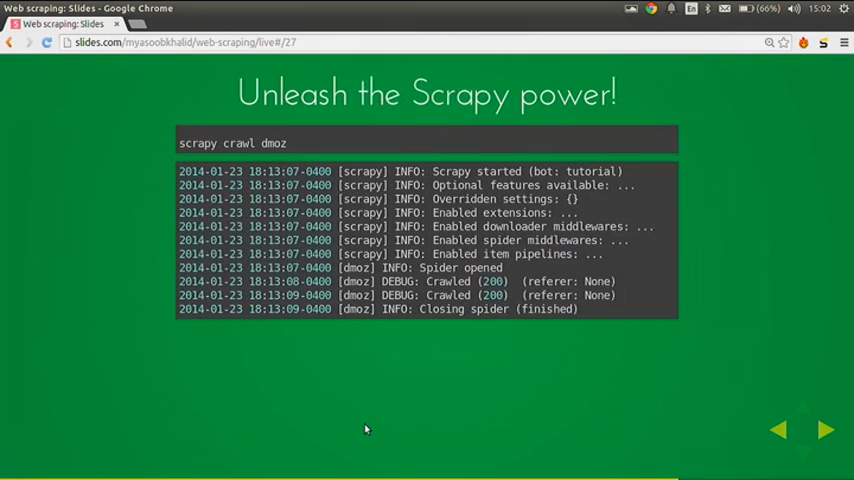 Web scraping: Slides - Google Chrome
En
(66%)
15:02
Web scraping: Slides
slides.com/myasoobkhalid/web-scraping/live#/27
Unleash the Scrapy power!
scrapy crawl dmoz
2014-01-23 18:13:07-0400 [scrapy] INFO: Scrapy started (bot: tutorial)
2014-01-23 18:13:07-0400 [scrapy] INFO: Optional features available: ...
2014-01-23 18:13:07-0400 [scrapy] INFO: Overridden settings: {}
2014-01-23 18:13:07-0400 [scrapy] INFO: Enabled extensions: ...
2014-01-23 18:13:07-0400 [scrapy] INFO: Enabled downloader middlewares: ...
2014-01-23 18:13:07-0400 [scrapy] INFO: Enabled spider middlewares: ...
2014-01-23 18:13:07-0400 [scrapy] INFO: Enabled item pipelines: ...
2014-01-23 18:13:07-0400 [dmoz] INFO: Spider opened
2014-01-23 18:13:08-0400 [dmoz] DEBUG: Crawled (200)  (referer: None)
2014-01-23 18:13:09-0400 [dmoz] DEBUG: Crawled (200)  (referer: None)
2014-01-23 18:13:09-0400 [dmoz] INFO: Closing spider (finished)